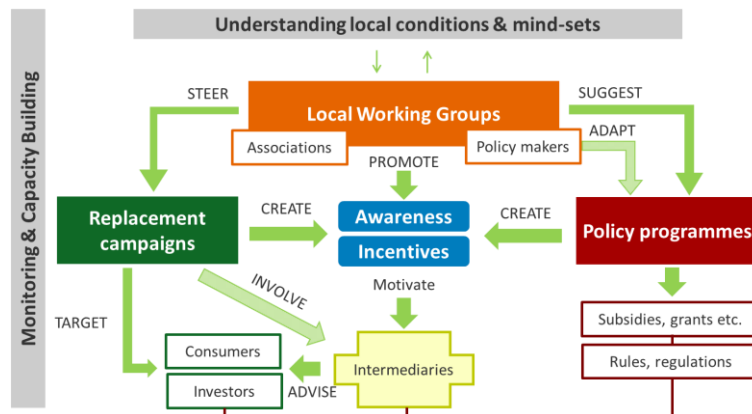 Understanding local conditions & mind-sets
Monitoring & Capacity Building
STEER
SUGGEST
Local Working Groups
Associations
Policy makers
ADAPT
PROMOTE
Replacement
campaigns
CREATE
Awareness
Incentives
CREATE
Policy programmes
Motivate
INVOLVE
TARGET
Subsidies, grants etc.
Consumers
Intermediaries
Rules, regulations
Investors
ADVISE